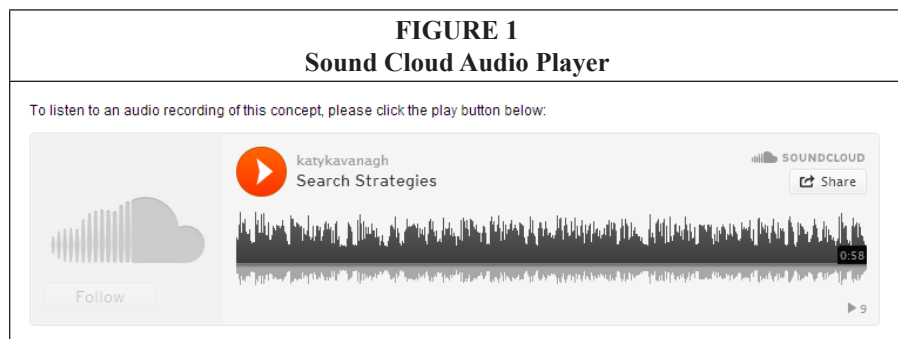 FIGURE 1
Sound Cloud Audio Player
To listen to an audio recording of this concept, please click the play button below:
katykavanagh
Search Strategies
SOUNDCLOUD
Share
0:58
Follow
9